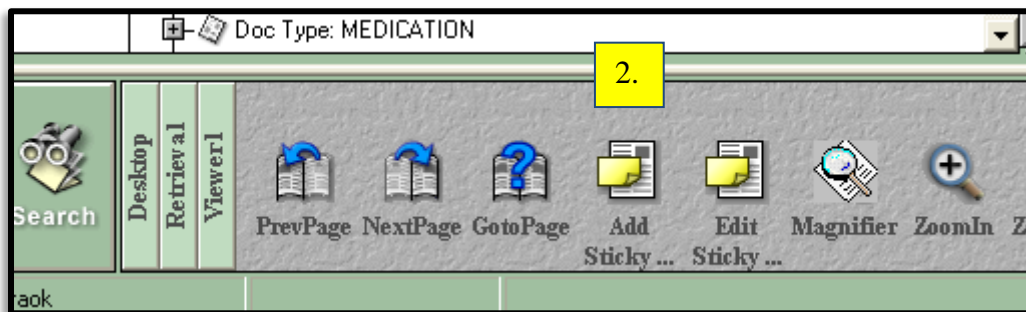 Doc Type: MEDICATION
2.
Search
Desktop
Retrieval
Viewer1
PrevPage NextPage GotoPage Add Sticky ... Edit Sticky ... Magnifier ZoomIn
raok